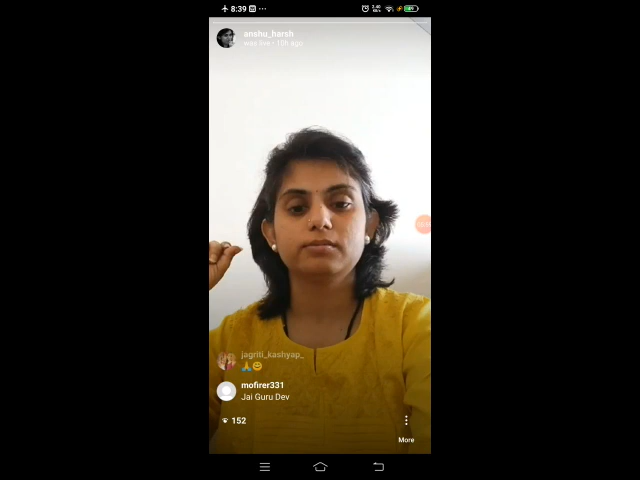 8:39
anshu_harsh
was live • 10h ago
jagriti_kashyap_
🙏😊
mofirer331
Jai Guru Dev
152
More